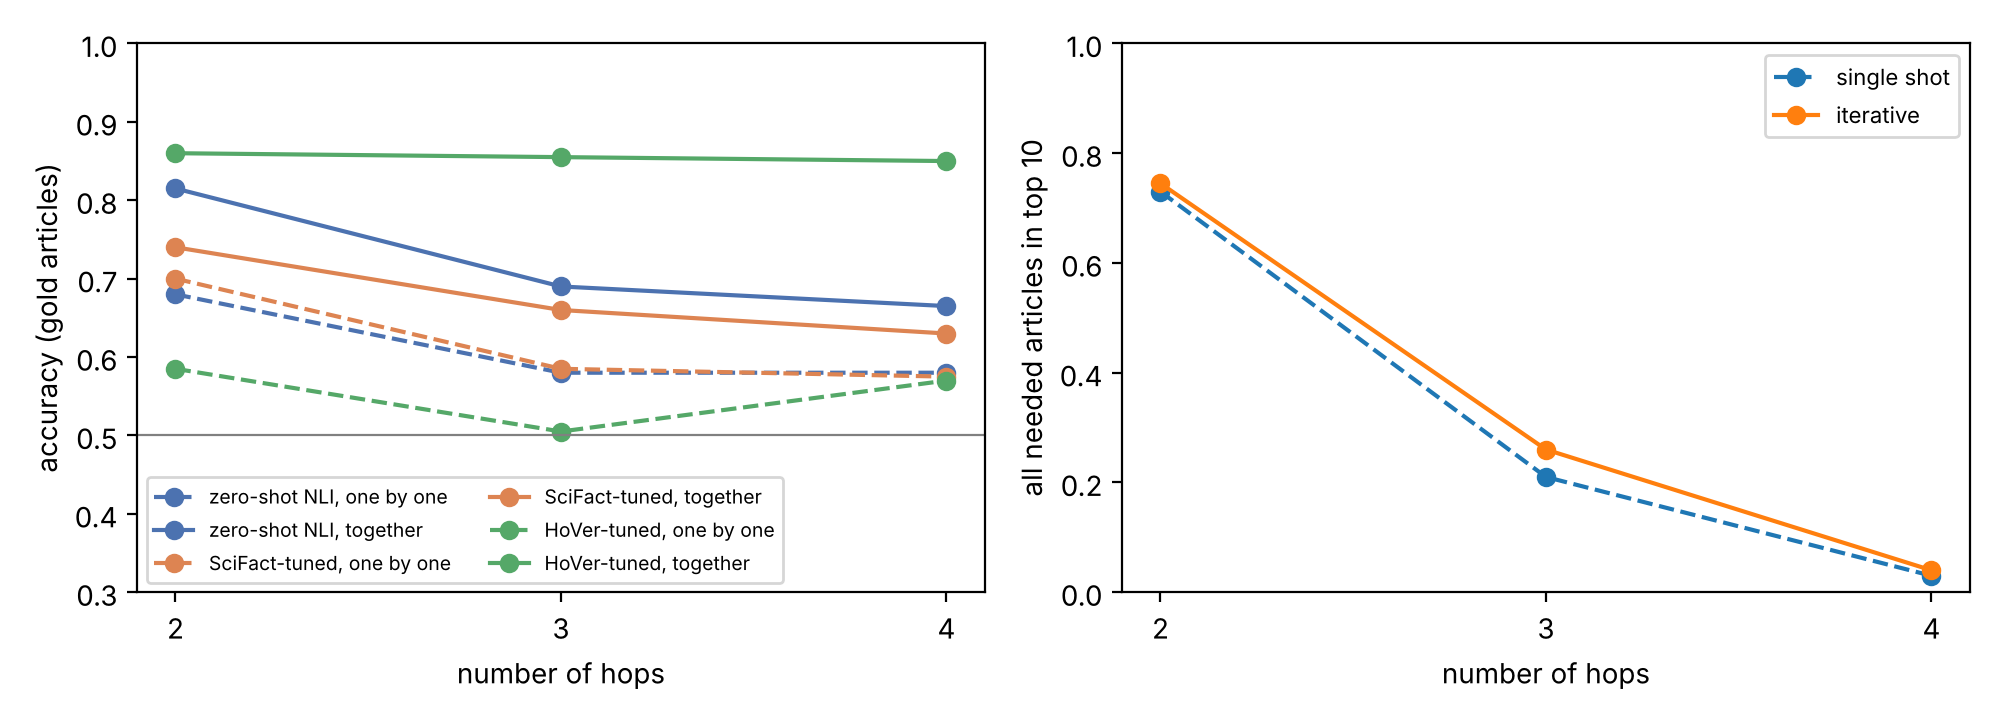 accuracy (gold articles)
1.0
0.9
0.8
0.7
0.6
0.5
0.4
0.3
zero-shot NLI, one by one
zero-shot NLI, together
SciFact-tuned, one by one
SciFact-tuned, together
HoVer-tuned, one by one
HoVer-tuned, together
2 3 4
number of hops
all needed articles in top 10
1.0
0.8
0.6
0.4
0.2
0.0
single shot
iterative
2 3 4
number of hops